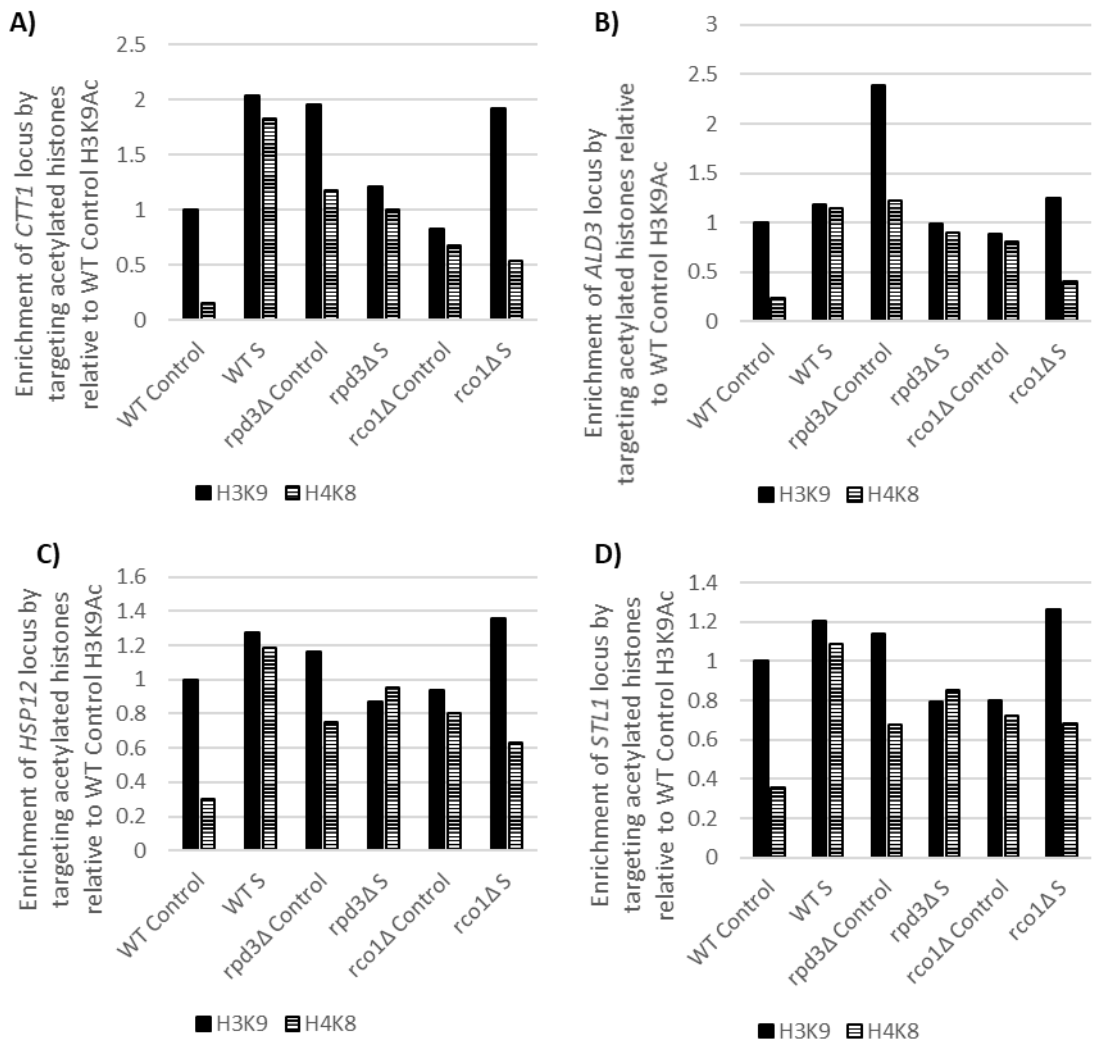 A)
Enrichment of CTT1 locus by
targeting acetylated histones
relative to WT Control H3K9Ac
2.5
2
1.5
1
0.5
0
WT Control
WT S
rpd3Δ Control
rpd3Δ S
rco1Δ Control
rco1Δ S
H3K9 H4K8
B)
Enrichment of ALD3 locus by
targeting acetylated histones relative
to WT Control H3K9Ac
3
2.5
2
1.5
1
0.5
0
WT Control
WT S
rpd3Δ Control
rpd3Δ S
rco1Δ Control
rco1Δ S
H3K9 H4K8
C)
Enrichment of HSP12 locus by
targeting acetylated histones
relative to WT Control H3K9Ac
1.6
1.4
1.2
1
0.8
0.6
0.4
0.2
0
WT Control
WT S
rpd3Δ Control
rpd3Δ S
rco1Δ Control
rco1Δ S
H3K9 H4K8
D)
Enrichment of STL1 locus by
targeting acetylated histones
relative to WT Control H3K9Ac
1.4
1.2
1
0.8
0.6
0.4
0.2
0
WT Control
WT S
rpd3Δ Control
rpd3Δ S
rco1Δ Control
rco1Δ S
H3K9 H4K8